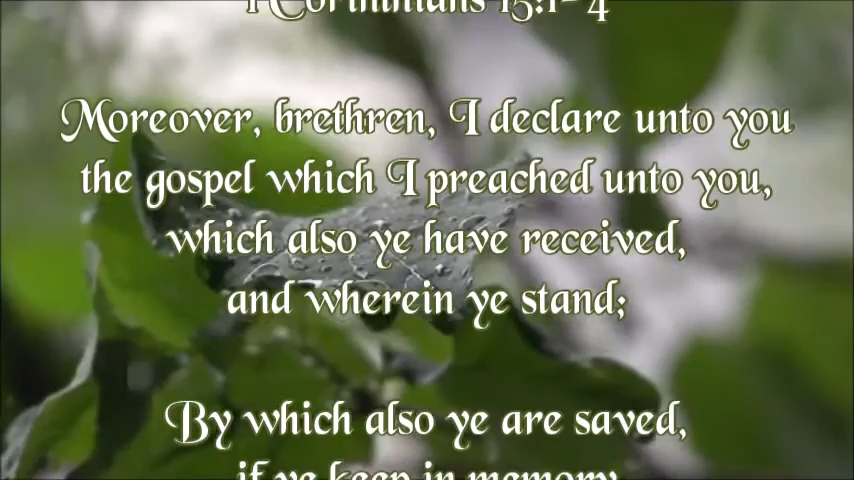 1 Corinthians 15:1-4
Moreover, brethren, I declare unto you
the gospel which I preached unto you,
which also ye have received,
and wherein ye stand;
By which also ye are saved,
if ye keep in memory